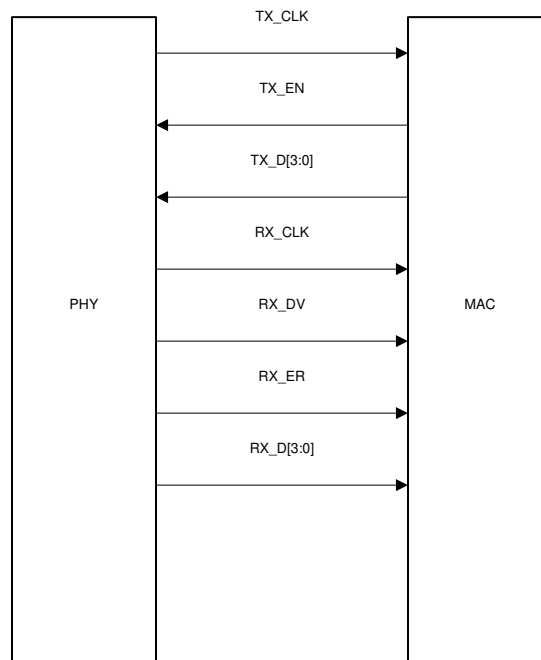 TX_CLK
TX_EN
TX_D[3:0]
RX_CLK
PHY
RX_DV
MAC
RX_ER
RX_D[3:0]